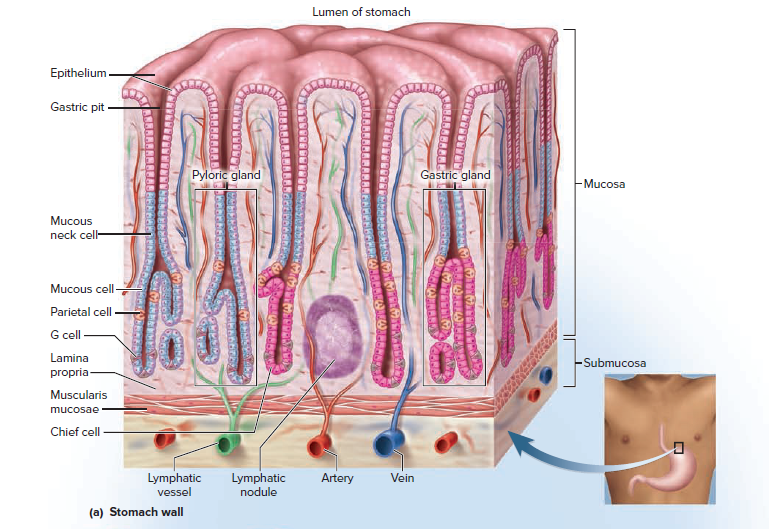 Lumen of stomach
Epithelium
Gastric pit
Pyloric gland
Gastric gland
Mucosa
Mucous
neck cell
Mucous cell
Parietal cell
G cell
Lamina
propria
Submucosa
Muscularis
mucosae
Chief cell
Lymphatic
vessel
Lymphatic
nodule
Artery
Vein
(a) Stomach wall